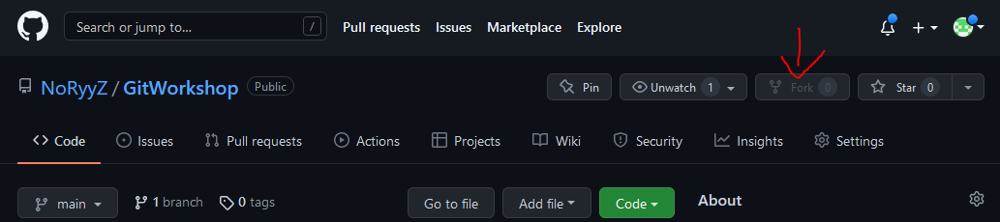 Search or jump to... / Pull requests Issues Marketplace Explore
NoRyyZ / GitWorkshop Public Pin Unwatch 1 Fork 0 Star 0
Code Issues Pull requests Actions Projects Wiki Security Insights Settings
main 1 branch 0 tags Go to file Add file Code About